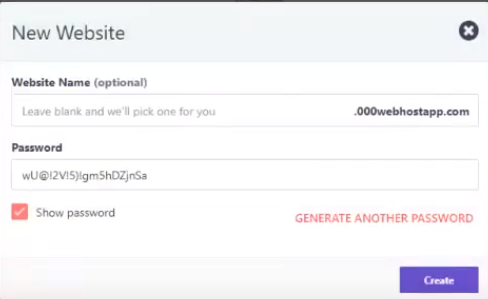 New Website
Website Name (optional)
Leave blank and we'll pick one for you
.000webhostapp.com
Password
wU@!2V!5)!gm5hDZjnSa
Show password
GENERATE ANOTHER PASSWORD
Create